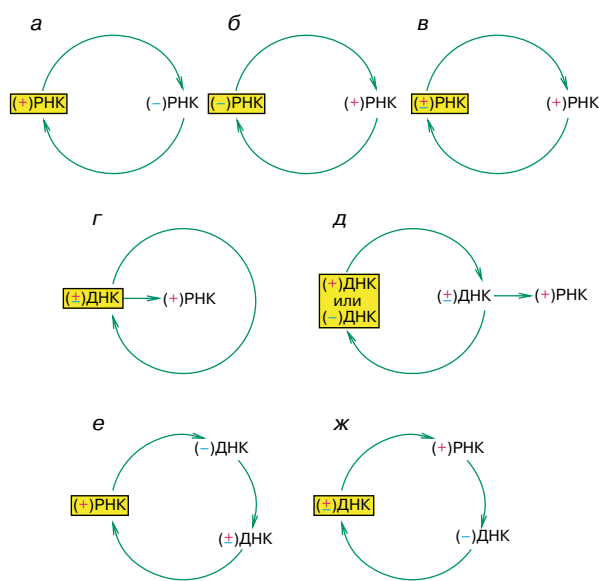 а б в
(+)РНК (–)РНК (–)РНК (+)РНК (±)РНК (+)РНК
г д
(±)ДНК (+)РНК (+)ДНК или (–)ДНК (±)ДНК (+)РНК
е ж
(–)ДНК (+)РНК
(+)РНК (±)ДНК
(±)ДНК (–)ДНК